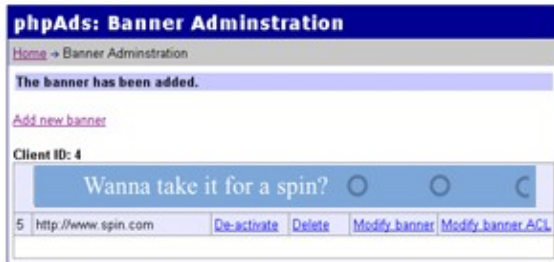 phpAds: Banner Adminstration
Home → Banner Adminstration
The banner has been added.
Add new banner
Client ID: 4
Wanna take it for a spin?
5 http://www.spin.com De-activate Delete Modify banner Modify banner ACL